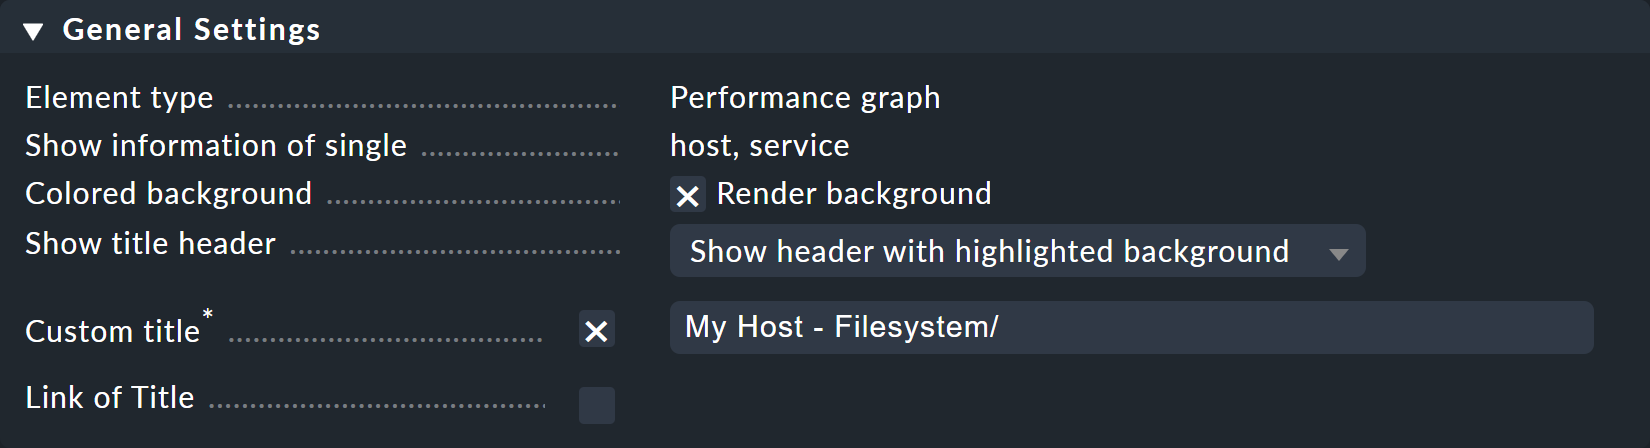 General Settings
Element type Performance graph
Show information of single host, service
Colored background Render background
Show title header Show header with highlighted background
Custom title* My Host - Filesystem/
Link of Title